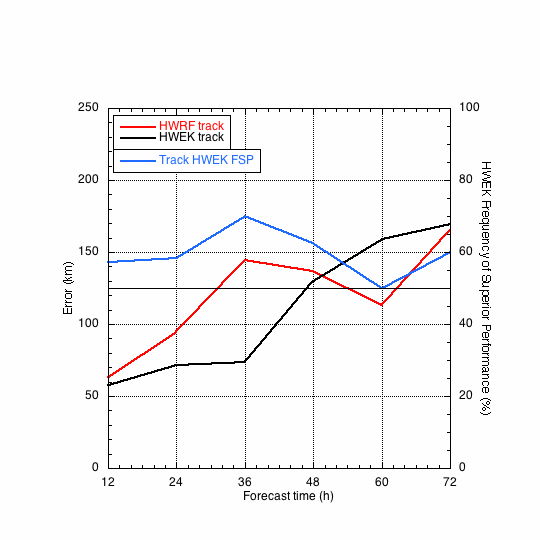 250
200
150
100
50
0
Error (km)
HWRF track
HWEK track
Track HWEK FSP
100
80
60
40
20
0
HWEK Frequency of Superior Performance (%)
12 24 36 48 60 72
Forecast time (h)